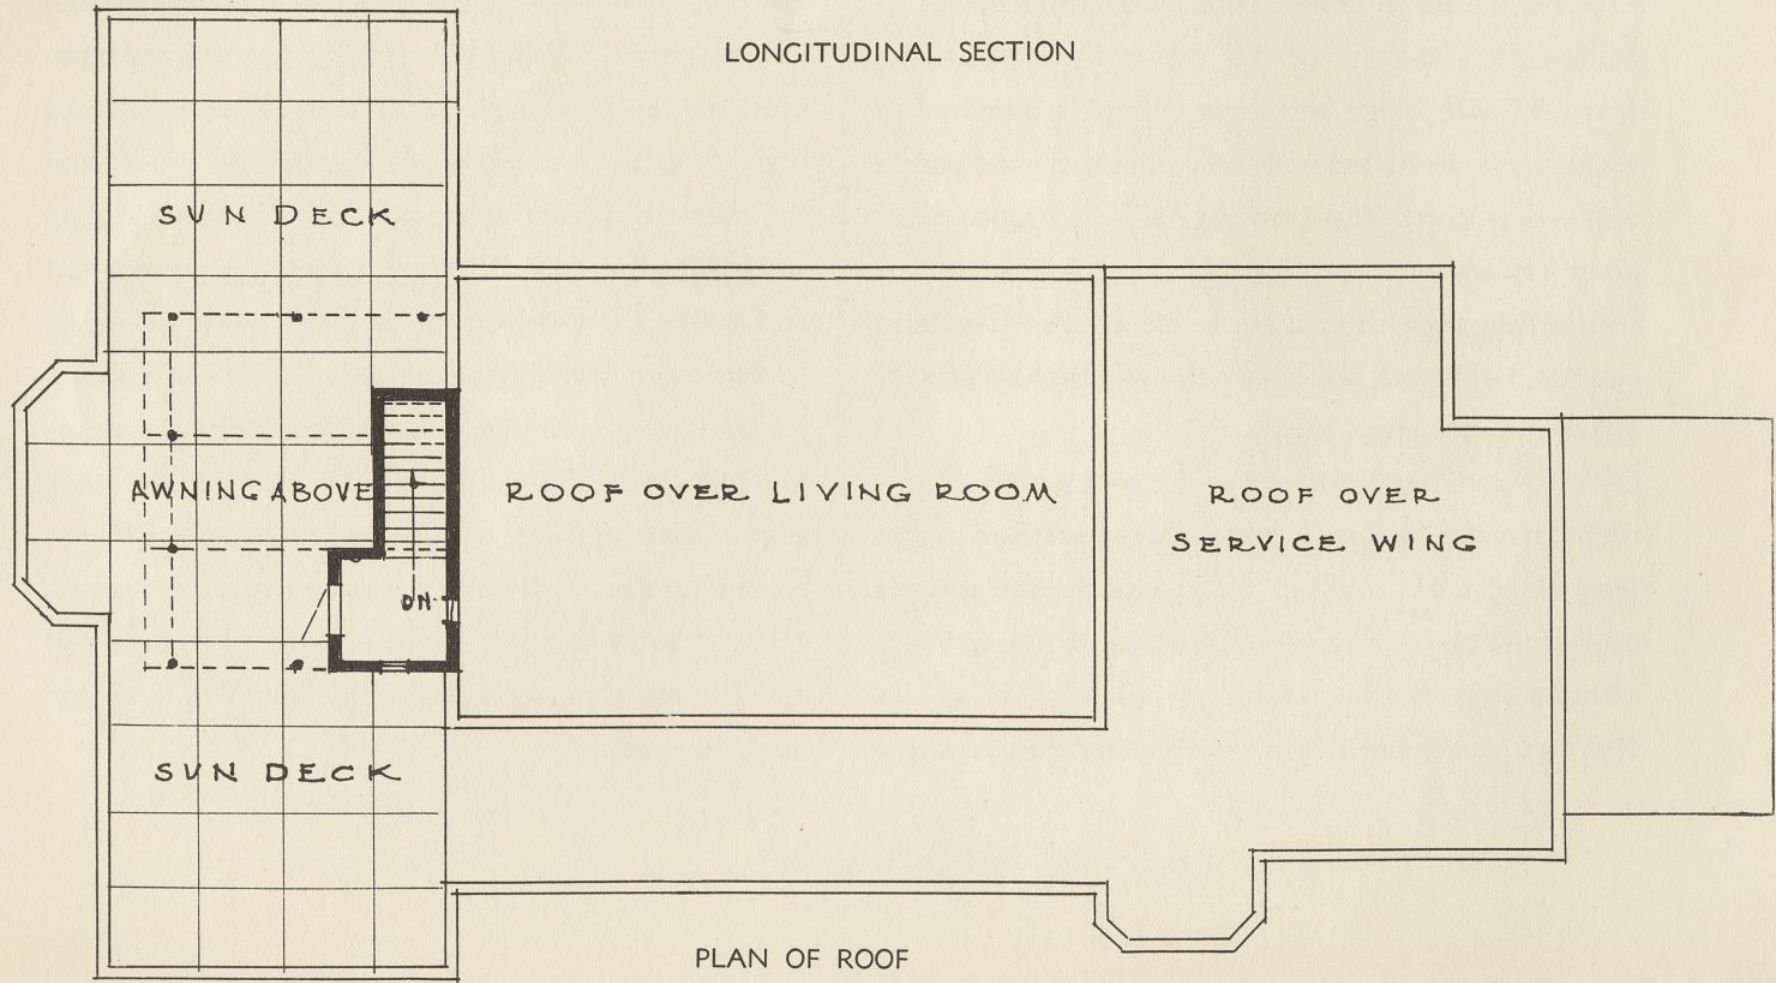 LONGITUDINAL SECTION
SUN DECK
AWNING ABOVE
ROOF OVER LIVING ROOM
ROOF OVER
SERVICE WING
DN
SUN DECK
PLAN OF ROOF